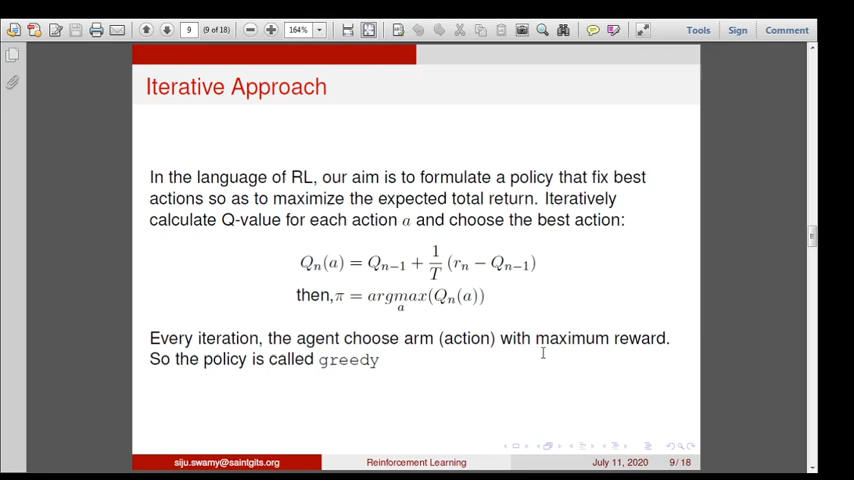 9 (9 of 18) 164% Tools Sign Comment
Iterative Approach
In the language of RL, our aim is to formulate a policy that fix best
actions so as to maximize the expected total return. Iteratively
calculate Q-value for each action a and choose the best action:
Qₙ(a) = Qₙ₋₁ + 1/T (rₙ − Qₙ₋₁)
then,π = argmax(Qₙ(a))
a
Every iteration, the agent choose arm (action) with maximum reward.
So the policy is called greedy
siju.swamy@saintgits.org Reinforcement Learning July 11, 2020 9/18